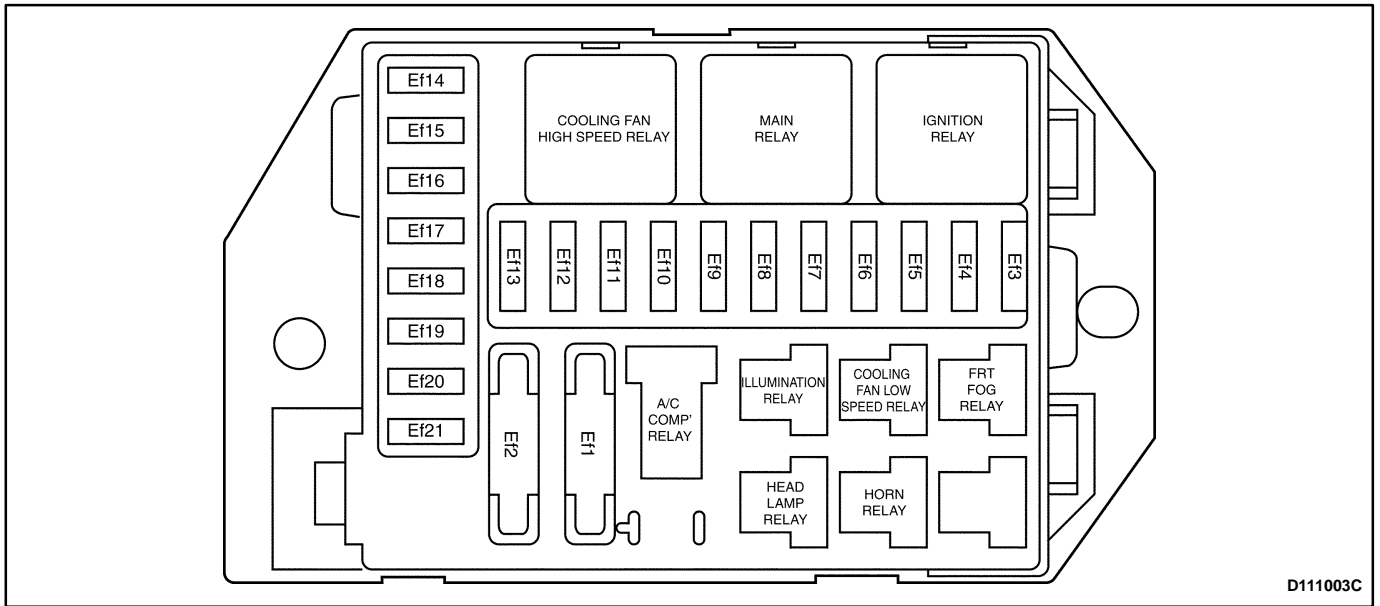 Ef14
Ef15
Ef16
Ef17
Ef18
Ef19
Ef20
Ef21
COOLING FAN
HIGH SPEED RELAY
MAIN
RELAY
IGNITION
RELAY
Ef13
Ef12
Ef11
Ef10
Ef9
Ef8
Ef7
Ef6
Ef5
Ef4
Ef3
Ef2
Ef1
A/C
COMP'
RELAY
ILLUMINATION
RELAY
COOLING
FAN LOW
SPEED RELAY
FRT
FOG
RELAY
HEAD
LAMP
RELAY
HORN
RELAY
D111003C